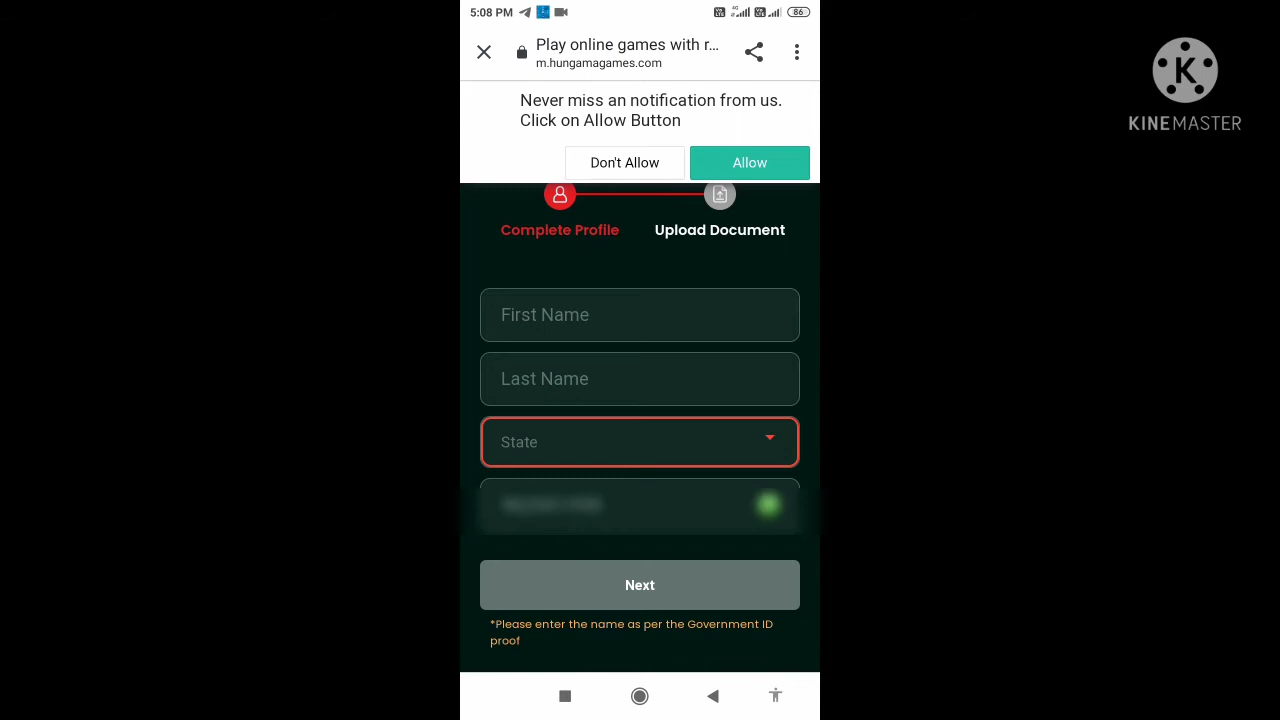 5:08 PM
4G
86
Play online games with r...
m.hungamagames.com
Never miss an notification from us.
Click on Allow Button
Don't Allow
Allow
Complete Profile
Upload Document
First Name
Last Name
State
Next
*Please enter the name as per the Government ID
proof
K
KINEMASTER